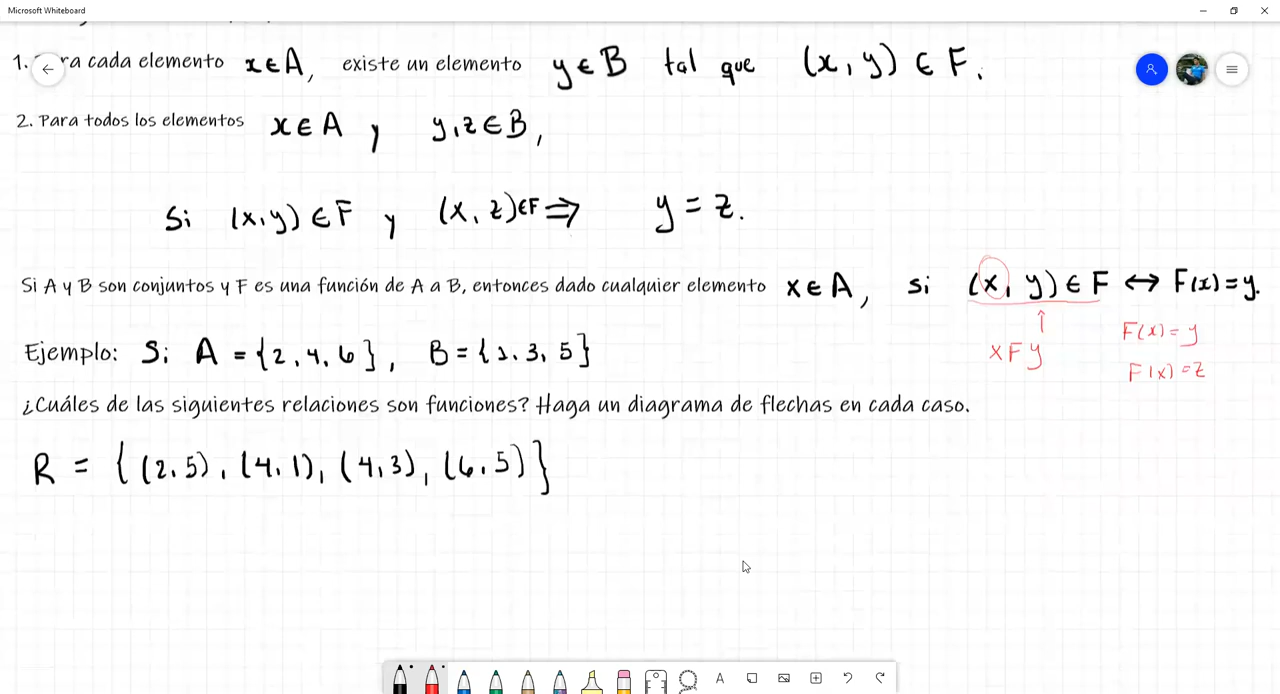 Microsoft Whiteboard
1. ra cada elemento x ∈ A, existe un elemento y ∈ B tal que (x, y) ∈ F.
2. Para todos los elementos x ∈ A y y, z ∈ B,
Si (x, y) ∈ F y (x, z) ∈ F ⇒ y = z.
Si A y B son conjuntos y F es una función de A a B, entonces dado cualquier elemento x ∈ A, si (x, y) ∈ F ↔ F(x) = y.
x F y
F(x) = y
F(x) = z
Ejemplo: Si A = {2, 4, 6}, B = {1, 3, 5}
¿Cuáles de las siguientes relaciones son funciones? Haga un diagrama de flechas en cada caso.
R = {(2, 5), (4, 1), (4, 3), (6, 5)}
A